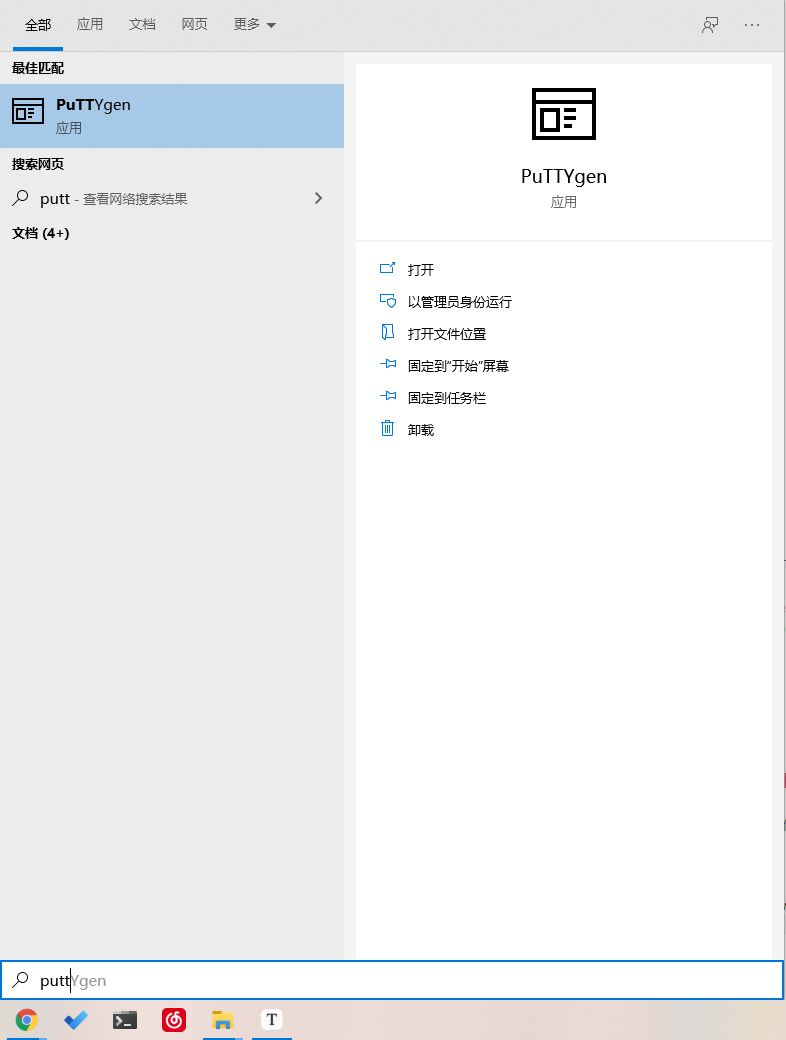 全部 应用 文档 网页 更多 ···
最佳匹配
PuTTYgen
应用
搜索网页
putt - 查看网络搜索结果
文档 (4+)
PuTTYgen
应用
打开
以管理员身份运行
打开文件位置
固定到"开始"屏幕
固定到任务栏
卸载
puttYgen
T